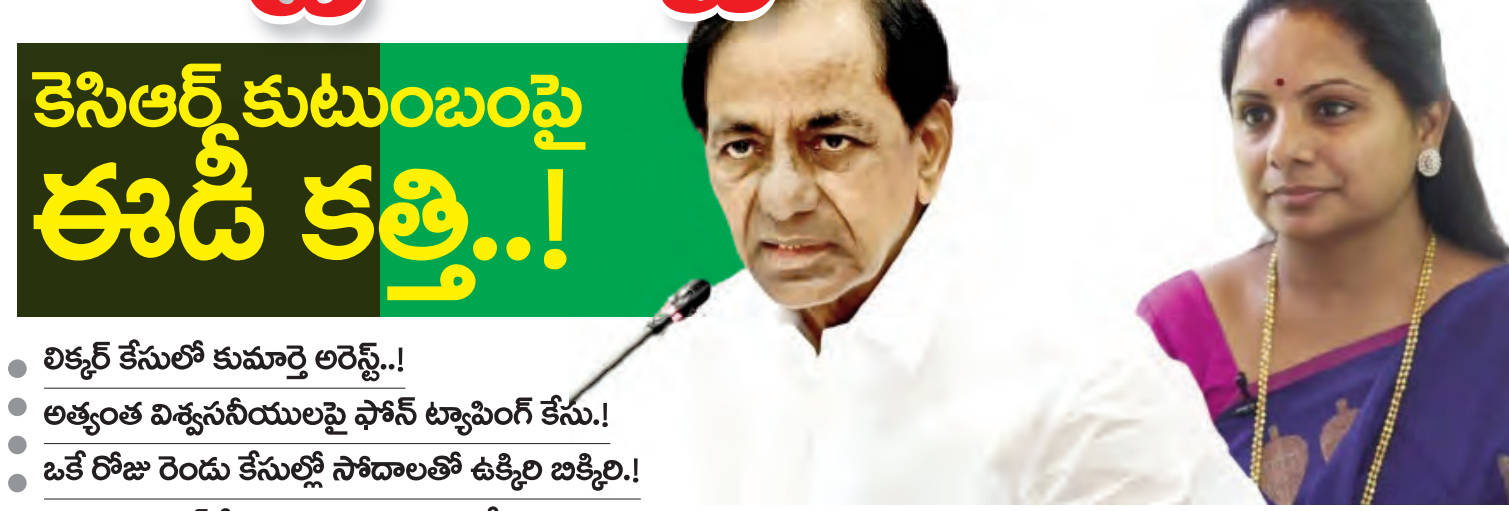 కెసిఆర్ కుటుంబంపై
ఈడీ కత్తి..!
లిక్కర్ కేసులో కుమార్తె అరెస్ట్..!
అత్యంత విశ్వసనీయులపై ఫోన్ ట్యాపింగ్ కేసు.!
ఒకే రోజు రెండు కేసుల్లో సోదాలతో ఉక్కిరి బిక్కిరి.!